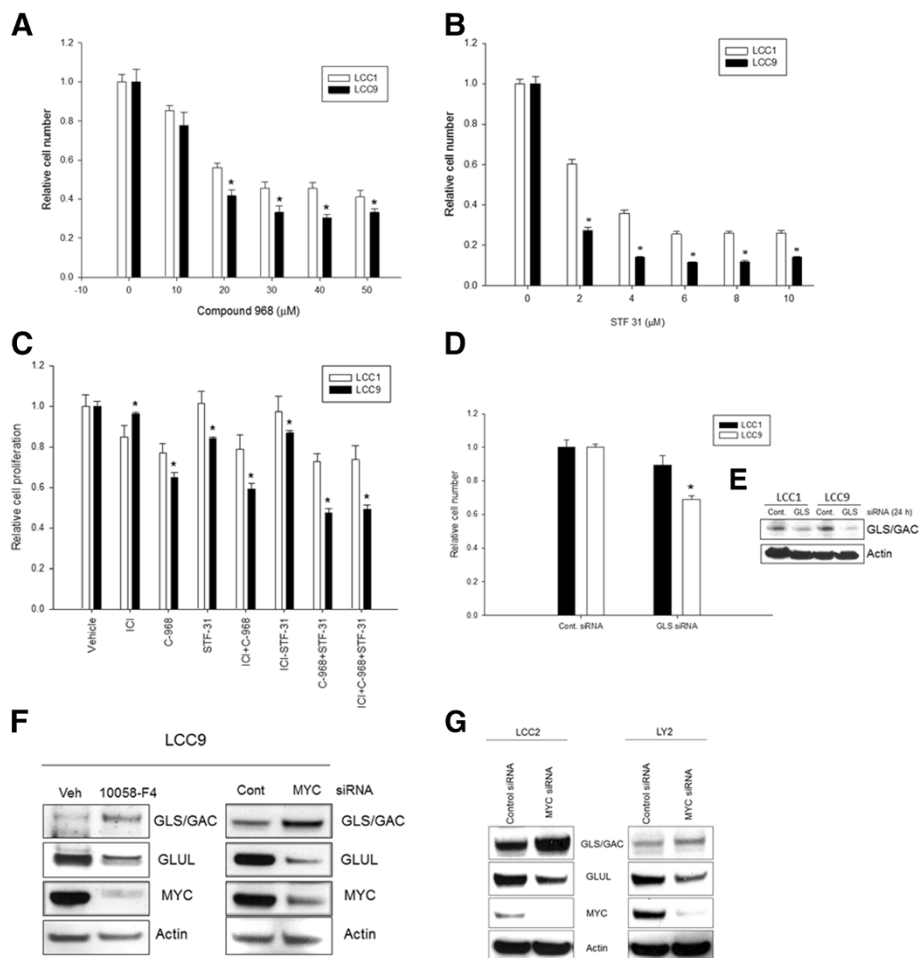 A
1.2
1.0
0.8
0.6
0.4
0.2
0.0
Relative cell number
LCC1
LCC9
*
*
*
*
-10
0
10
20
30
40
50
Compound 968 (μM)
B
1.2
1.0
0.8
0.6
0.4
0.2
0.0
Relative cell number
LCC1
LCC9
*
*
*
*
*
0
2
4
6
8
10
STF 31 (μM)
C
1.2
1.0
0.8
0.6
0.4
0.2
0.0
Relative cell proliferation
LCC1
LCC9
*
*
*
*
*
*
*
Vehicle
ICI
C-968
STF-31
ICI+C-968
ICI-STF-31
C-968+STF-31
ICI+C-968+STF-31
D
1.2
1.0
0.8
0.6
0.4
0.2
0.0
Relative cell number
LCC1
LCC9
*
Cont. siRNA
GLS siRNA
E
LCC1 LCC9
Cont. GLS Cont. GLS siRNA (24 h)
GLS/GAC
Actin
F
LCC9
Veh 10058-F4
GLS/GAC
GLUL
MYC
Actin
Cont MYC siRNA
GLS/GAC
GLUL
MYC
Actin
G
LCC2
LY2
Control siRNA
MYC siRNA
Control siRNA
MYC siRNA
GLS/GAC
GLUL
MYC
Actin